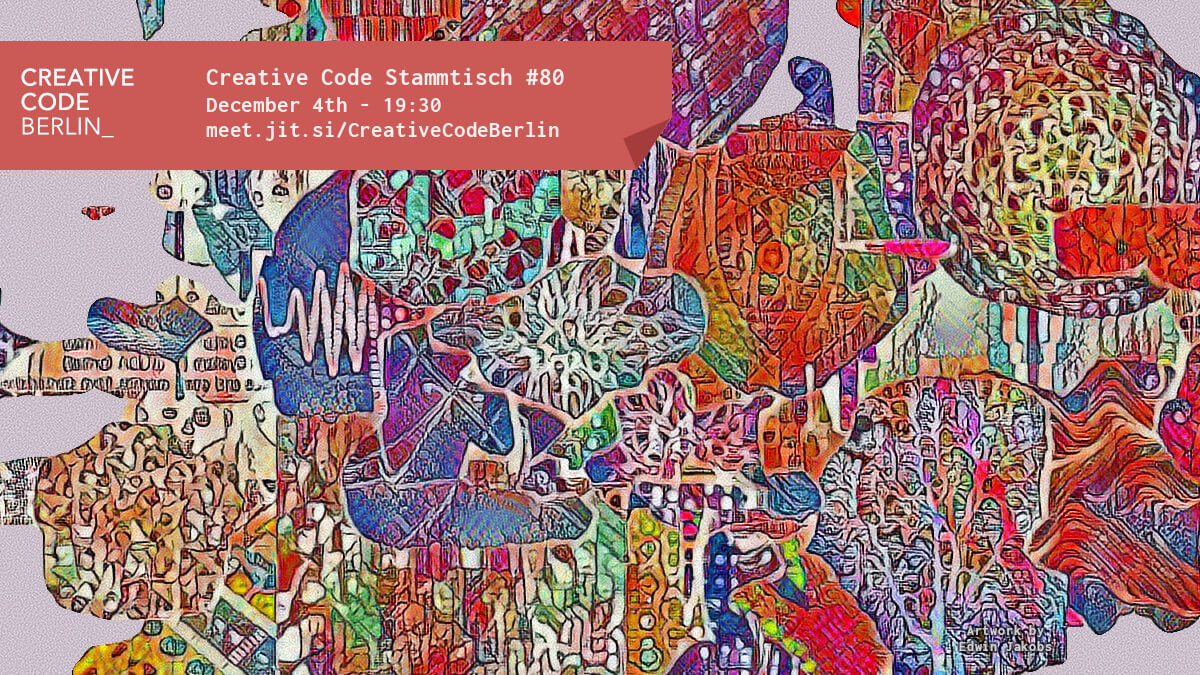 CREATIVE
CODE
BERLIN_
Creative Code Stammtisch #80
December 4th - 19:30
meet.jit.si/CreativeCodeBerlin
Artwork by
Edwin Jakobs